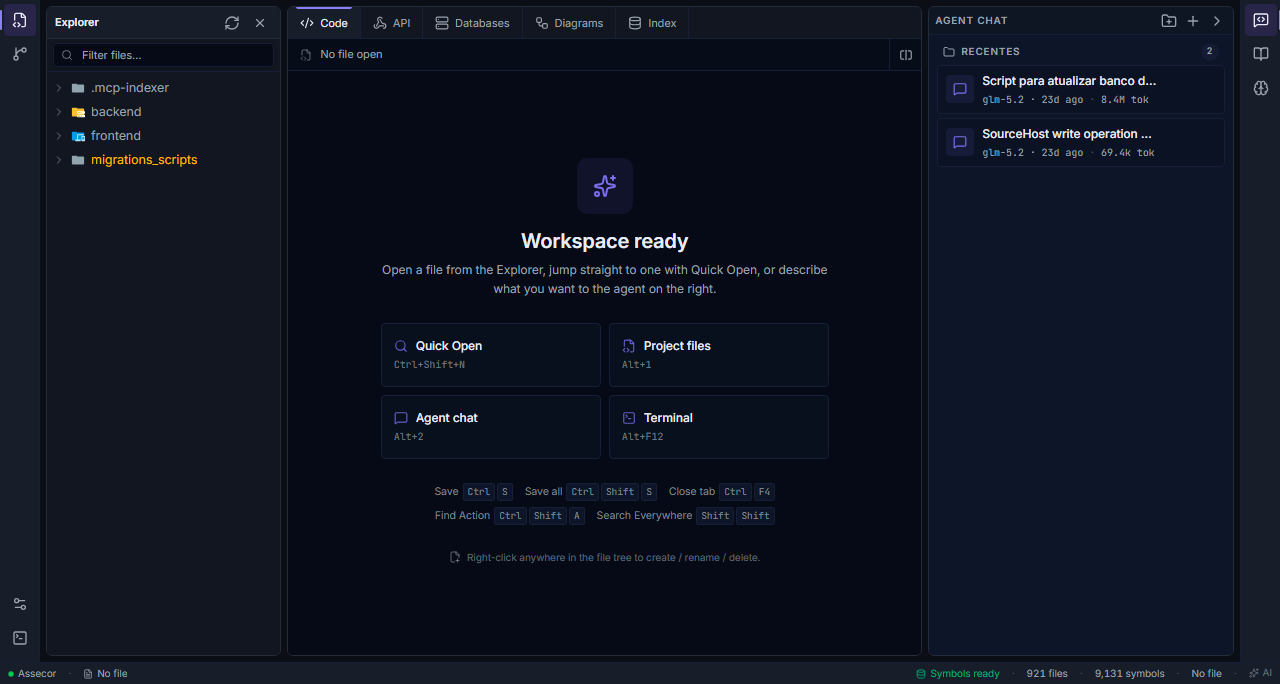 Explorer
Filter files...
.mcp-indexer
backend
frontend
migrations_scripts
Code
API
Databases
Diagrams
Index
No file open
Workspace ready
Open a file from the Explorer, jump straight to one with Quick Open, or describe
what you want to the agent on the right.
Quick Open
Ctrl+Shift+N
Project files
Alt+1
Agent chat
Alt+2
Terminal
Alt+F12
Save Ctrl S Save all Ctrl Shift S Close tab Ctrl F4
Find Action Ctrl Shift A Search Everywhere Shift Shift
Right-click anywhere in the file tree to create / rename / delete.
AGENT CHAT
RECENTES 2
Script para atualizar banco d...
glm-5.2 · 23d ago · 8.4M tok
SourceHost write operation ...
glm-5.2 · 23d ago · 69.4k tok
Assecor · No file
Symbols ready · 921 files · 9,131 symbols · No file · AI